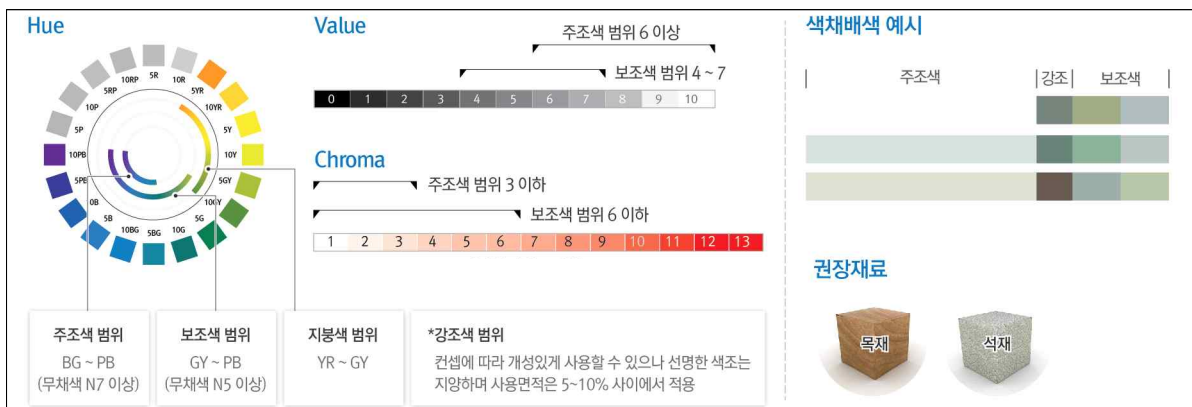 Hue
5R
10R
5YR
10YR
5Y
10Y
5GY
10GY
5G
10G
5BG
10BG
5B
0B
5PB
10PB
5P
10P
5RP
10RP
주조색 범위
BG ~ PB
(무채색 N7 이상)
보조색 범위
GY ~ PB
(무채색 N5 이상)
지붕색 범위
YR ~ GY
Value
주조색 범위 6 이상
보조색 범위 4 ~ 7
0 1 2 3 4 5 6 7 8 9 10
Chroma
주조색 범위 3 이하
보조색 범위 6 이하
1 2 3 4 5 6 7 8 9 10 11 12 13
*강조색 범위
컨셉에 따라 개성있게 사용할 수 있으나 선명한 색조는
지양하며 사용면적은 5~10% 사이에서 적용
색채배색 예시
주조색 강조 보조색
권장재료
목재
석재